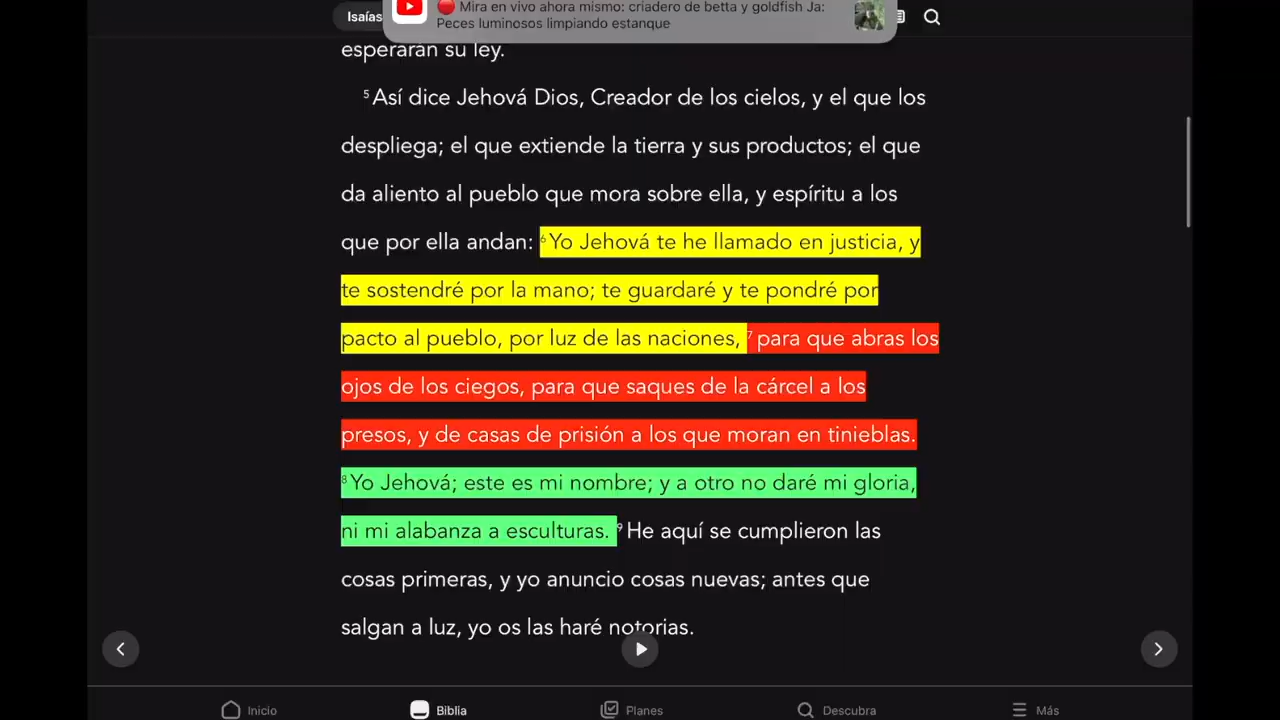 Isaías
🔴 Mira en vivo ahora mismo: criadero de betta y goldfish Ja:
Peces luminosos limpiando estanque
esperarán su ley.
5 Así dice Jehová Dios, Creador de los cielos, y el que los
despliega; el que extiende la tierra y sus productos; el que
da aliento al pueblo que mora sobre ella, y espíritu a los
que por ella andan: 6 Yo Jehová te he llamado en justicia, y
te sostendré por la mano; te guardaré y te pondré por
pacto al pueblo, por luz de las naciones, 7 para que abras los
ojos de los ciegos, para que saques de la cárcel a los
presos, y de casas de prisión a los que moran en tinieblas.
8 Yo Jehová; este es mi nombre; y a otro no daré mi gloria,
ni mi alabanza a esculturas. 9 He aquí se cumplieron las
cosas primeras, y yo anuncio cosas nuevas; antes que
salgan a luz, yo os las haré notorias.
Inicio Biblia Planes Descubra Más